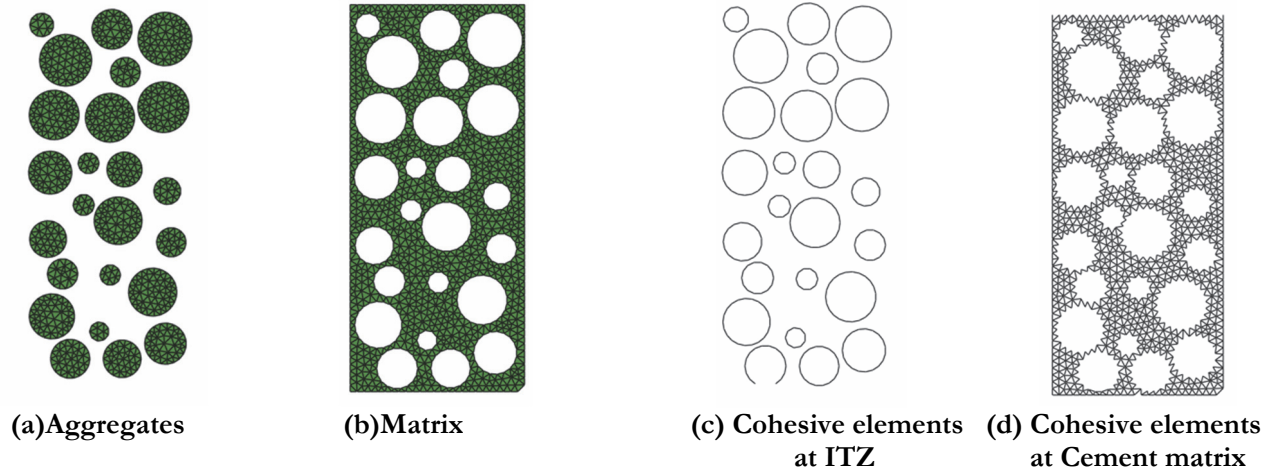 (a)Aggregates
(b)Matrix
(c) Cohesive elements
at ITZ
(d) Cohesive elements
at Cement matrix